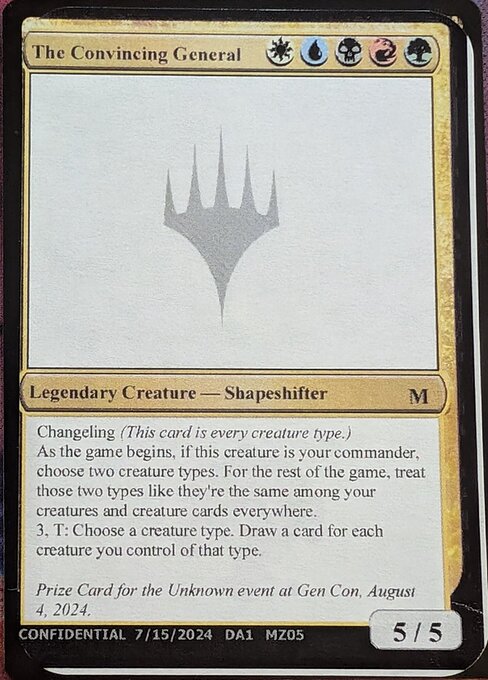 The Convincing General
Legendary Creature — Shapeshifter M
Changeling (This card is every creature type.)
As the game begins, if this creature is your commander,
choose two creature types. For the rest of the game, treat
those two types like they're the same among your
creatures and creature cards everywhere.
3, T: Choose a creature type. Draw a card for each
creature you control of that type.
Prize Card for the Unknown event at Gen Con, August
4, 2024.
CONFIDENTIAL 7/15/2024 DA1 MZ05
5 / 5